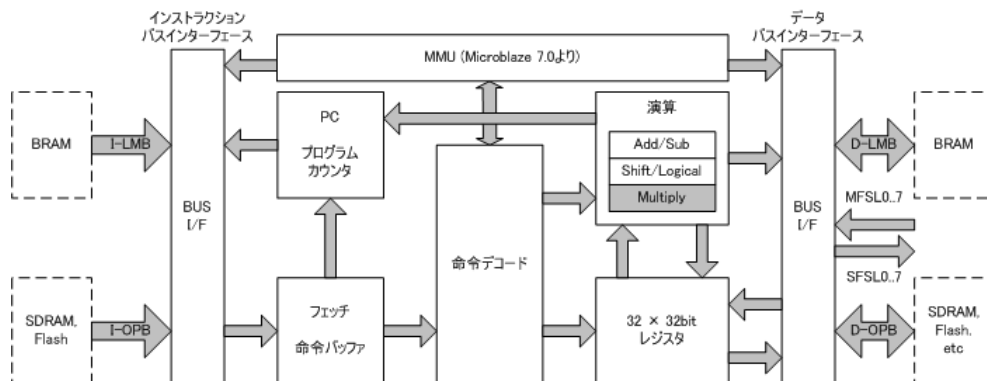 インストラクション
バスインターフェース
データ
バスインターフェース
MMU (Microblaze 7.0より)
BRAM
I-LMB
BUS
I/F
PC
プログラム
カウンタ
演算
Add/Sub
Shift/Logical
Multiply
BUS
I/F
D-LMB
BRAM
MFSL0..7
SFSL0..7
命令デコード
SDRAM,
Flash
I-OPB
フェッチ
命令バッファ
32 × 32bit
レジスタ
D-OPB
SDRAM,
Flash,
etc